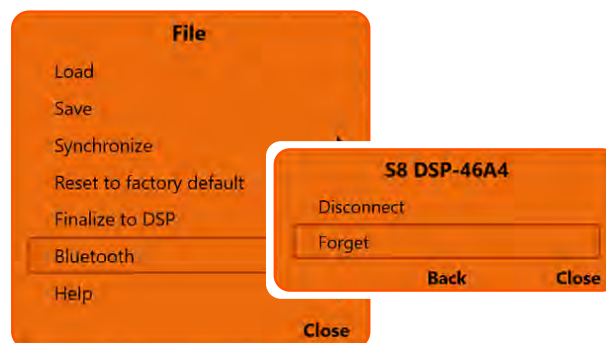 File
Load
Save
Synchronize
Reset to factory default
Finalize to DSP
Bluetooth
Help
Close
S8 DSP-46A4
Disconnect
Forget
Back Close